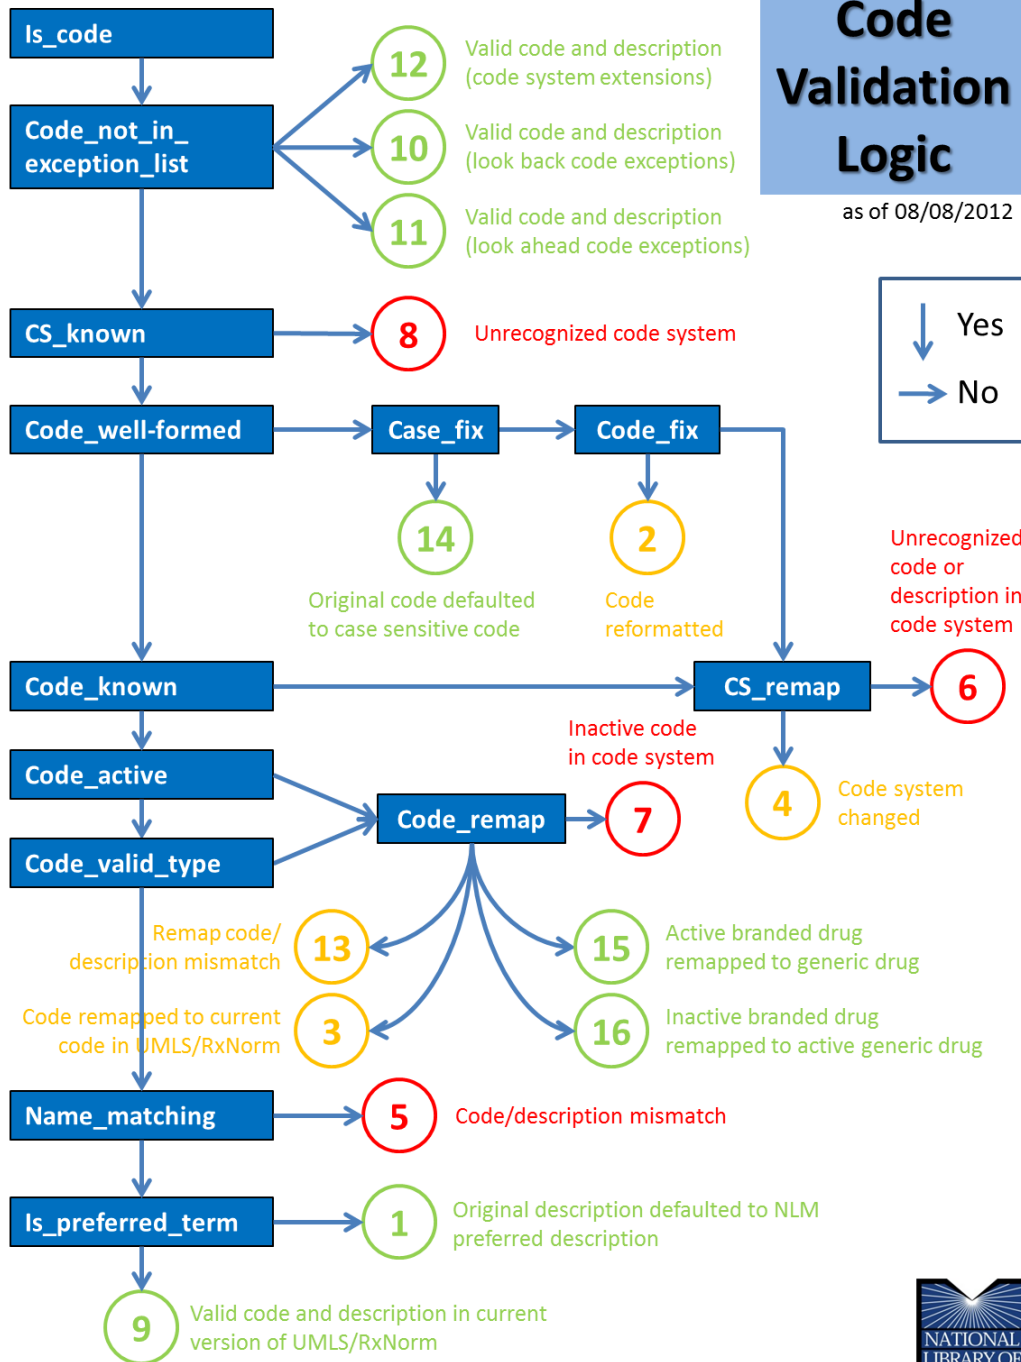 Code
Validation
Logic
as of 08/08/2012
Is_code
Code_not_in_
exception_list
12
Valid code and description
(code system extensions)
10
Valid code and description
(look back code exceptions)
11
Valid code and description
(look ahead code exceptions)
Yes
No
CS_known
8
Unrecognized code system
Code_well-formed
Case_fix
Code_fix
14
Original code defaulted
to case sensitive code
2
Code
reformatted
Unrecognized
code or
description in
code system
Code_known
CS_remap
6
Inactive code
in code system
Code_active
Code_remap
7
4
Code system
changed
Code_valid_type
Remap code/
description mismatch
13
15
Active branded drug
remapped to generic drug
Code remapped to current
code in UMLS/RxNorm
3
16
Inactive branded drug
remapped to active generic drug
Name_matching
5
Code/description mismatch
Is_preferred_term
1
Original description defaulted to NLM
preferred description
9
Valid code and description in current
version of UMLS/RxNorm
NATIONAL
LIBRARY OF